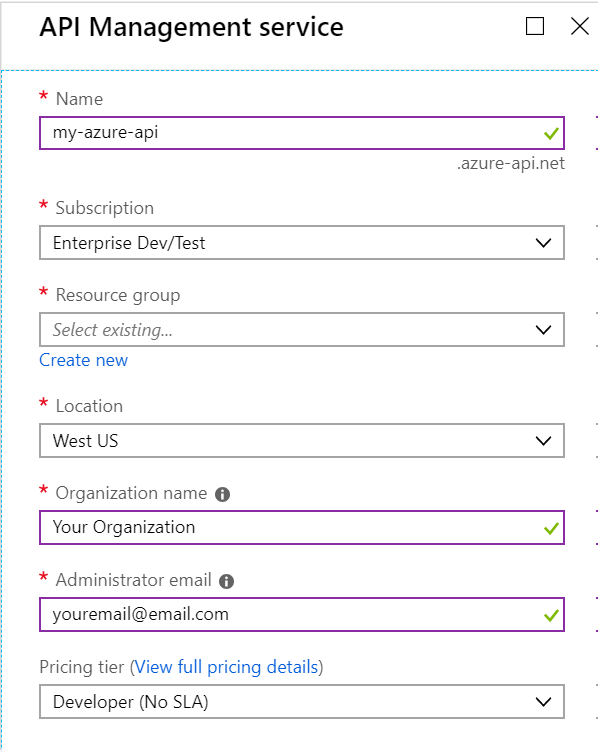 API Management service
* Name
my-azure-api
.azure-api.net
* Subscription
Enterprise Dev/Test
* Resource group
Select existing...
Create new
* Location
West US
* Organization name
Your Organization
* Administrator email
youremail@email.com
Pricing tier (View full pricing details)
Developer (No SLA)